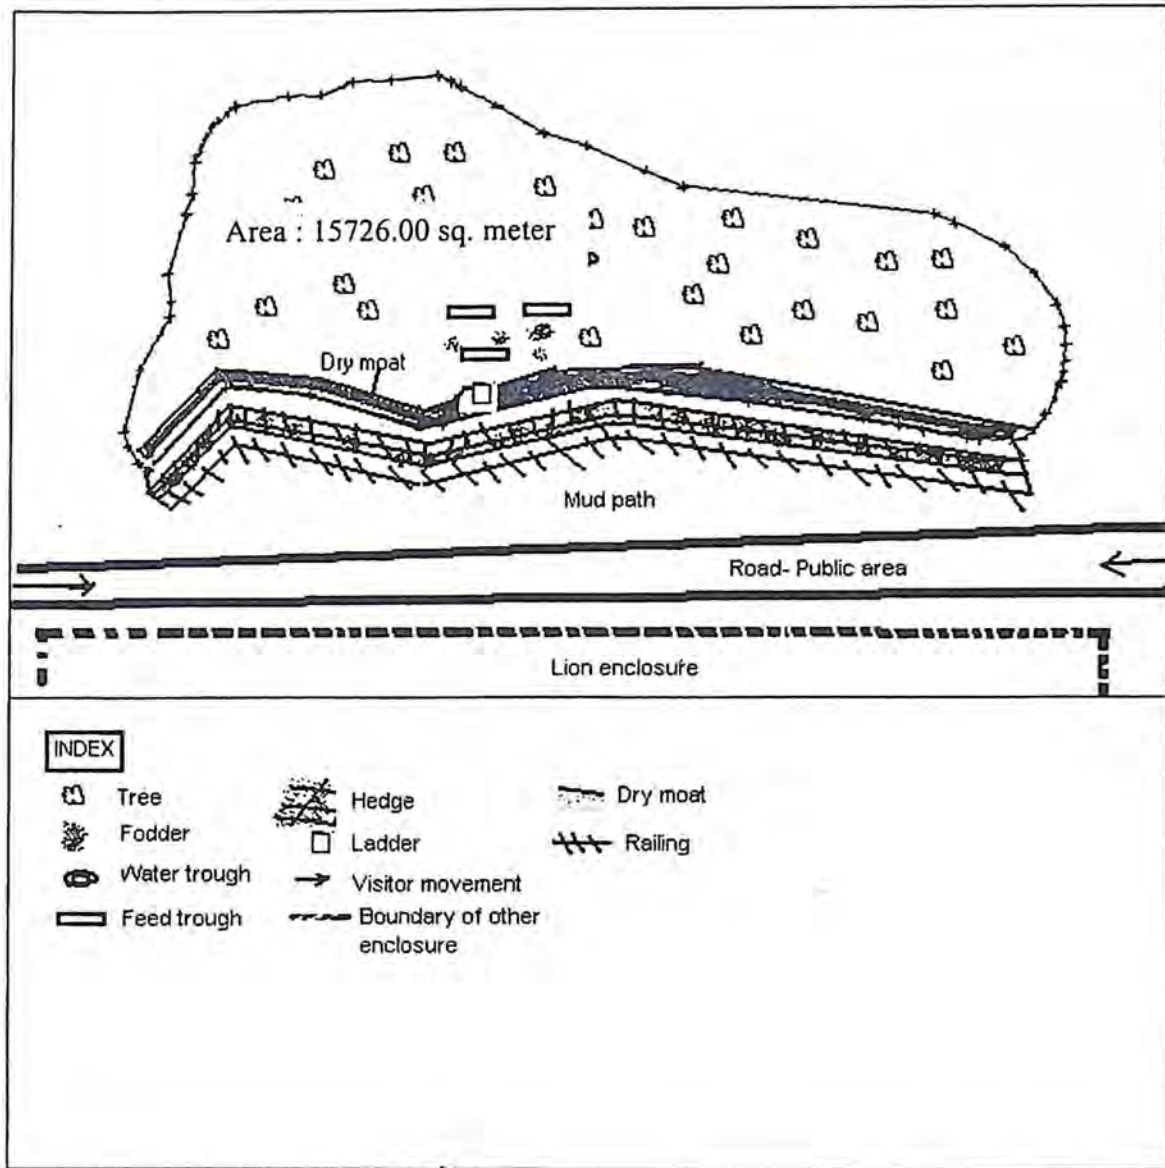 Area : 15726.00 sq. meter
Dry moat
Mud path
Road- Public area
Lion enclosure
INDEX
Tree
Fodder
Water trough
Feed trough
Hedge
Ladder
Visitor movement
Boundary of other
enclosure
Dry moat
Railing